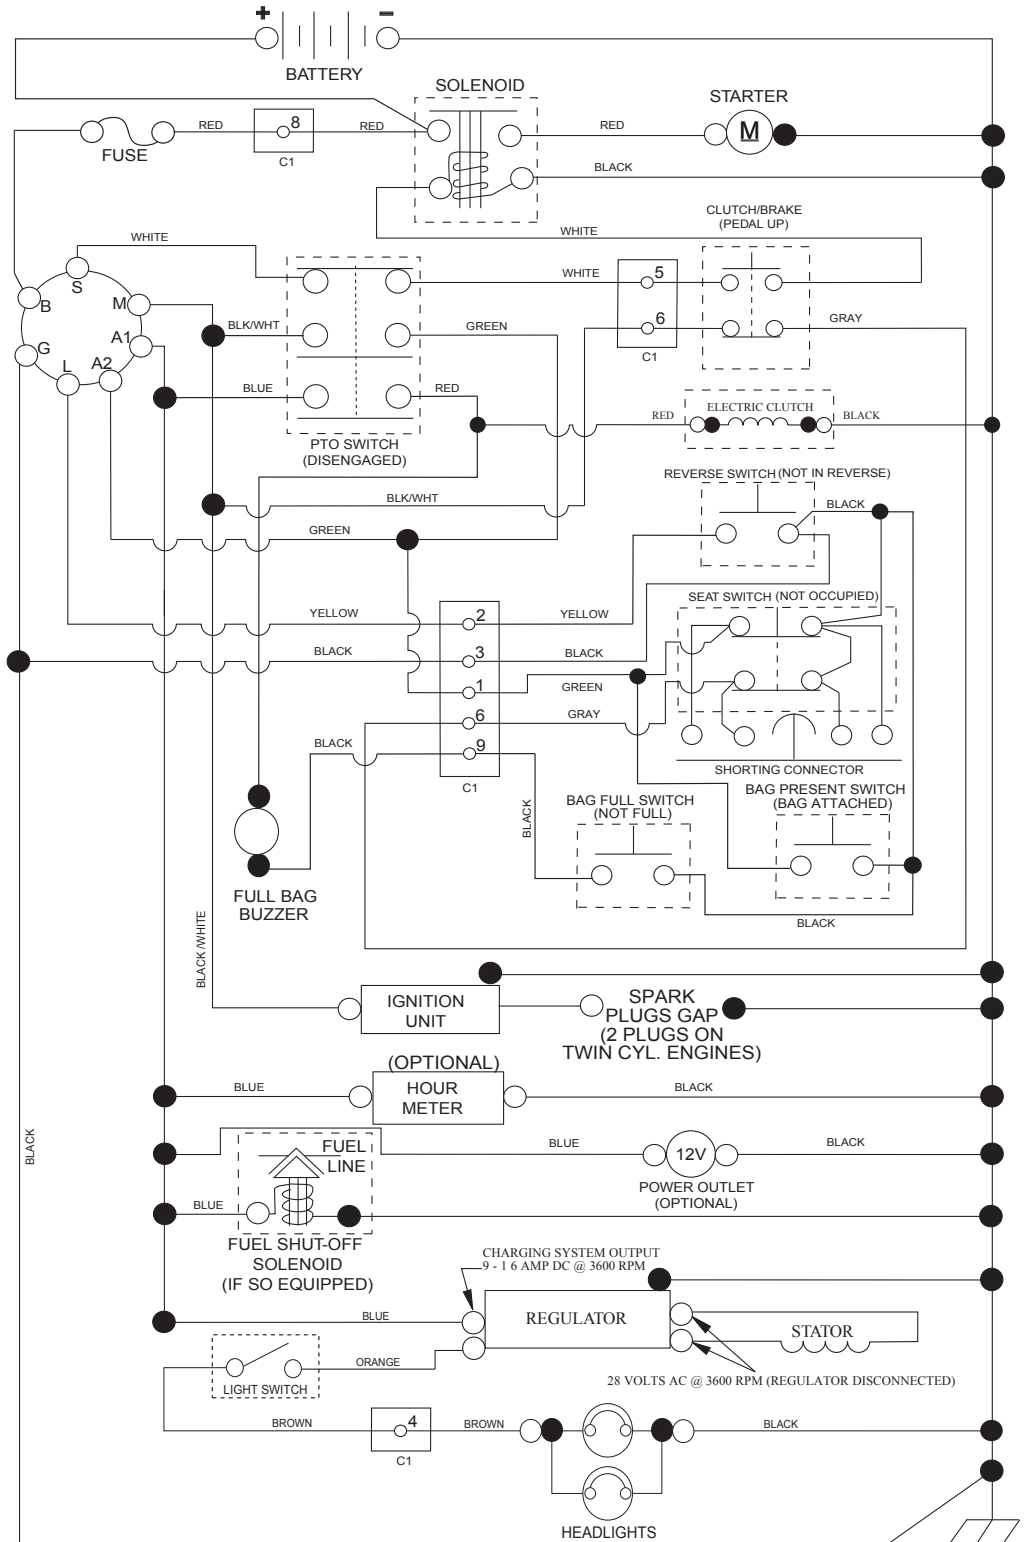 + –
BATTERY
SOLENOID
STARTER
RED
8
RED
RED
M
FUSE
C1
BLACK
CLUTCH/BRAKE
(PEDAL UP)
WHITE
WHITE
S
WHITE
5
B
M
BLK/WHT
GREEN
6
GRAY
G
A1
L
A2
C1
BLUE
RED
RED
ELECTRIC CLUTCH
BLACK
PTO SWITCH
(DISENGAGED)
REVERSE SWITCH (NOT IN REVERSE)
BLK/WHT
BLACK
GREEN
SEAT SWITCH (NOT OCCUPIED)
YELLOW
2
YELLOW
BLACK
3
BLACK
1
GREEN
6
GRAY
BLACK
9
C1
SHORTING CONNECTOR
BAG PRESENT SWITCH
(BAG ATTACHED)
BAG FULL SWITCH
(NOT FULL)
BLACK
FULL BAG
BUZZER
BLACK
BLACK /WHITE
IGNITION
UNIT
SPARK
PLUGS GAP
(2 PLUGS ON
TWIN CYL. ENGINES)
(OPTIONAL)
BLUE
HOUR
METER
BLACK
BLACK
FUEL
LINE
BLUE
12V
BLACK
POWER OUTLET
(OPTIONAL)
BLUE
FUEL SHUT-OFF
SOLENOID
(IF SO EQUIPPED)
CHARGING SYSTEM OUTPUT
9 - 1 6 AMP DC @ 3600 RPM
BLUE
REGULATOR
STATOR
ORANGE
LIGHT SWITCH
28 VOLTS AC @ 3600 RPM (REGULATOR DISCONNECTED)
BROWN
4
BROWN
BLACK
C1
HEADLIGHTS